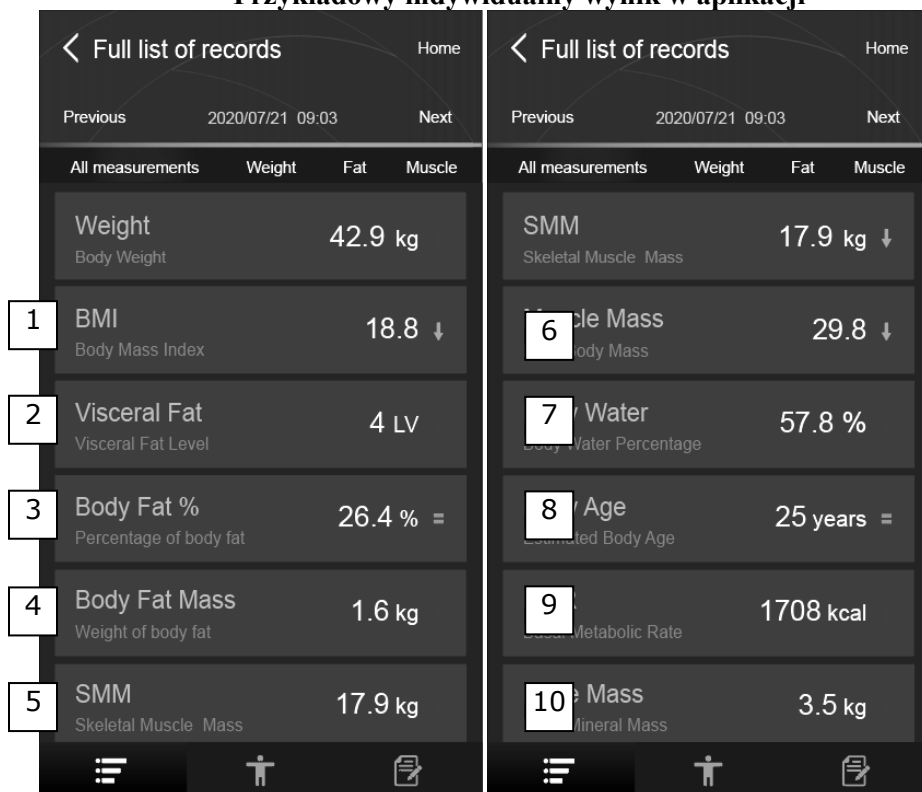 Przykładowy indywidualny wynik w aplikacji
Full list of records Home
Previous 2020/07/21 09:03 Next
All measurements Weight Fat Muscle
Weight 42.9 kg
Body Weight
1 BMI 18.8
Body Mass Index
2 Visceral Fat 4 LV
Visceral Fat Level
3 Body Fat % 26.4 %
Percentage of body fat
4 Body Fat Mass 1.6 kg
Weight of body fat
5 SMM 17.9 kg
Skeletal Muscle Mass
Full list of records Home
Previous 2020/07/21 09:03 Next
All measurements Weight Fat Muscle
SMM 17.9 kg
Skeletal Muscle Mass
6 Mass 29.8
Body Mass
7 Water 57.8 %
Body Water Percentage
8 Age 25 years
Estimated Body Age
9 1708 kcal
Basal Metabolic Rate
10 Mass 3.5 kg
Mineral Mass